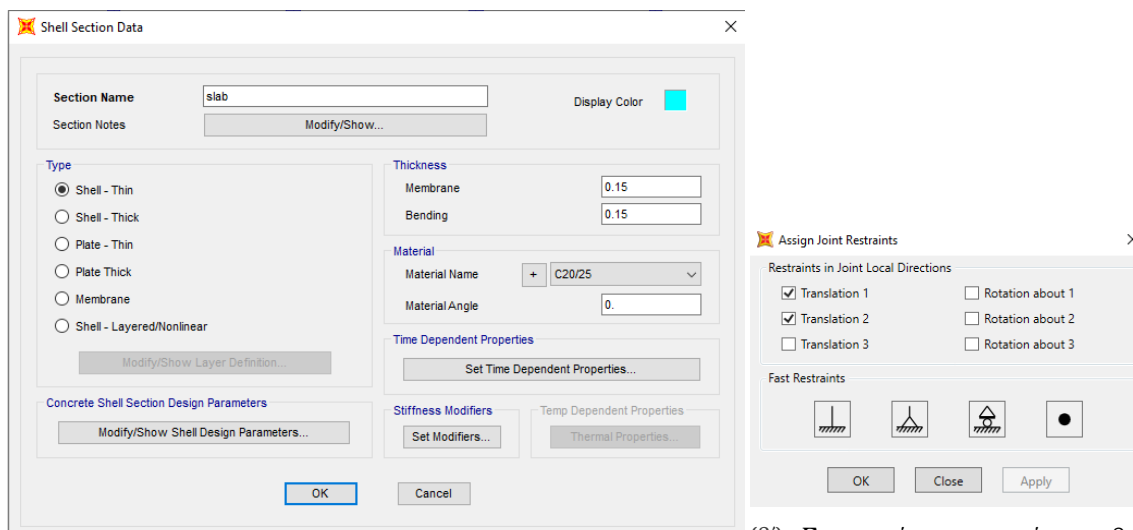 Shell Section Data
Section Name
slab
Display Color
Section Notes
Modify/Show...
Type
Shell - Thin
Shell - Thick
Plate - Thin
Plate Thick
Membrane
Shell - Layered/Nonlinear
Modify/Show Layer Definition...
Concrete Shell Section Design Parameters
Modify/Show Shell Design Parameters...
Thickness
Membrane
0.15
Bending
0.15
Material
Material Name
+
C20/25
Material Angle
0.
Time Dependent Properties
Set Time Dependent Properties...
Stiffness Modifiers
Set Modifiers...
Temp Dependent Properties
Thermal Properties...
OK
Cancel
Assign Joint Restraints
Restraints in Joint Local Directions
Translation 1
Rotation about 1
Translation 2
Rotation about 2
Translation 3
Rotation about 3
Fast Restraints
OK
Close
Apply